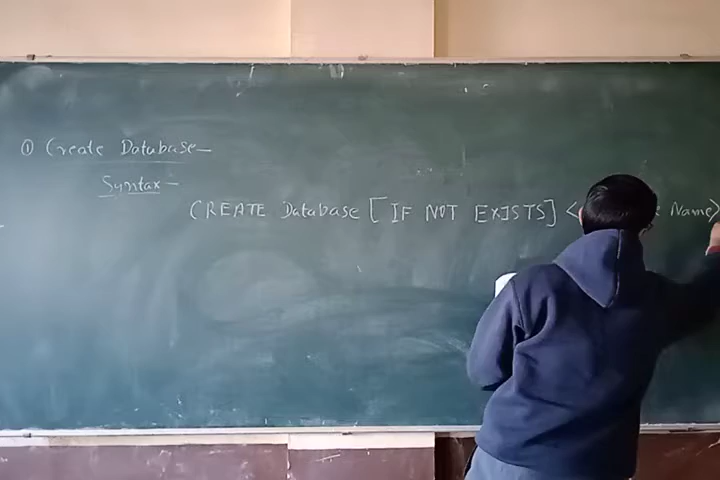 ① Create Database—
Syntax—
CREATE Database [IF NOT EXISTS] < Name>